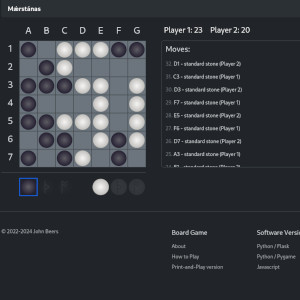 Mørstánas
A B C D E F G
Player 1: 23 Player 2: 20
1
2
3
4
5
6
7
Moves:
32. D1 - standard stone (Player 2)
31. C3 - standard stone (Player 1)
30. D3 - standard stone (Player 2)
29. F7 - standard stone (Player 1)
28. E5 - standard stone (Player 2)
27. F6 - standard stone (Player 1)
26. D7 - standard stone (Player 2)
25. A3 - standard stone (Player 1)
© 2022-2024 John Beers
Board Game
About
How to Play
Print-and-Play version
Software Versi
Python / Flask
Python / Pygame
Javascript